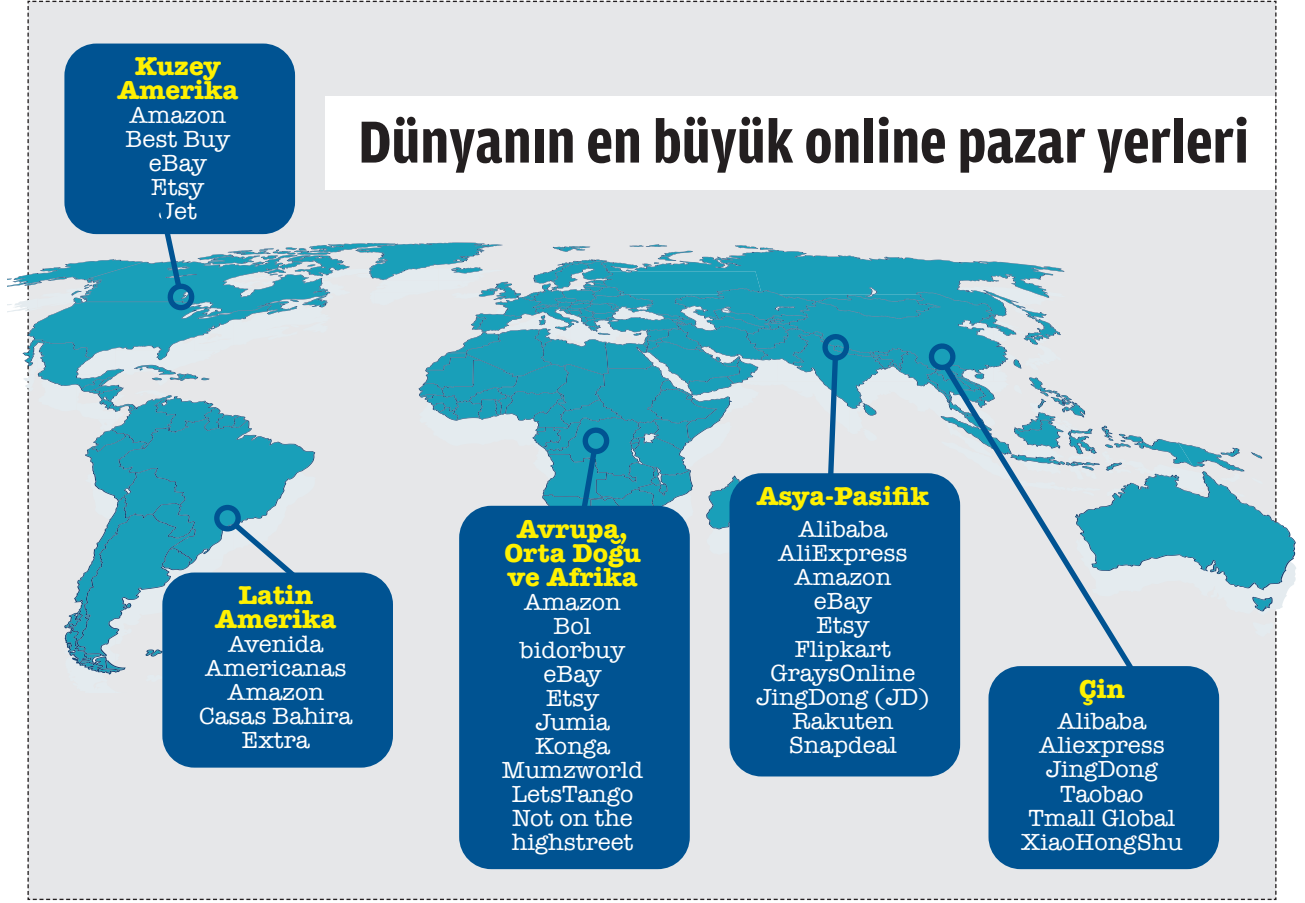 Kuzey
Amerika
Amazon
Best Buy
eBay
Etsy
Jet
Dünyanın en büyük online pazar yerleri
Latin
Amerika
Avenida
Americanas
Amazon
Casas Bahira
Extra
Avrupa,
Orta Doğu
ve Afrika
Amazon
Bol
bidorbuy
eBay
Etsy
Jumia
Konga
Mumzworld
LetsTango
Not on the
highstreet
Asya-Pasifik
Alibaba
AliExpress
Amazon
eBay
Etsy
Flipkart
GraysOnline
JingDong (JD)
Rakuten
Snapdeal
Çin
Alibaba
Aliexpress
JingDong
Taobao
Tmall Global
XiaoHongShu